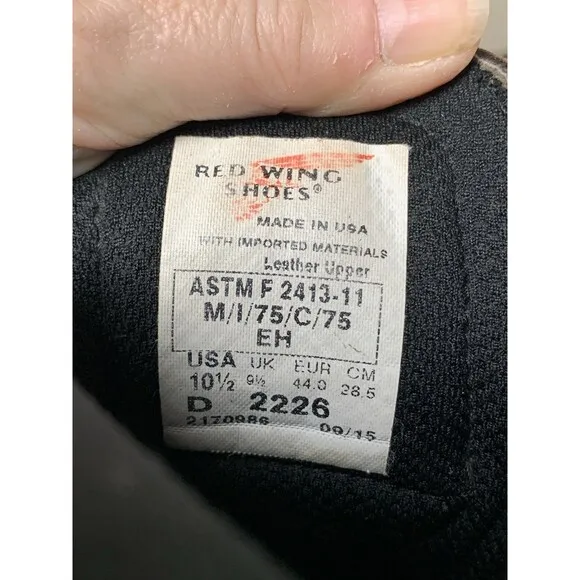 RED WING
SHOES®
MADE IN USA
WITH IMPORTED MATERIALS
Leather Upper
ASTM F 2413-11
M/I/75/C/75
EH
USA UK EUR CM
10½ 9½ 44.0 28.5
D 2226
2170986 09/15